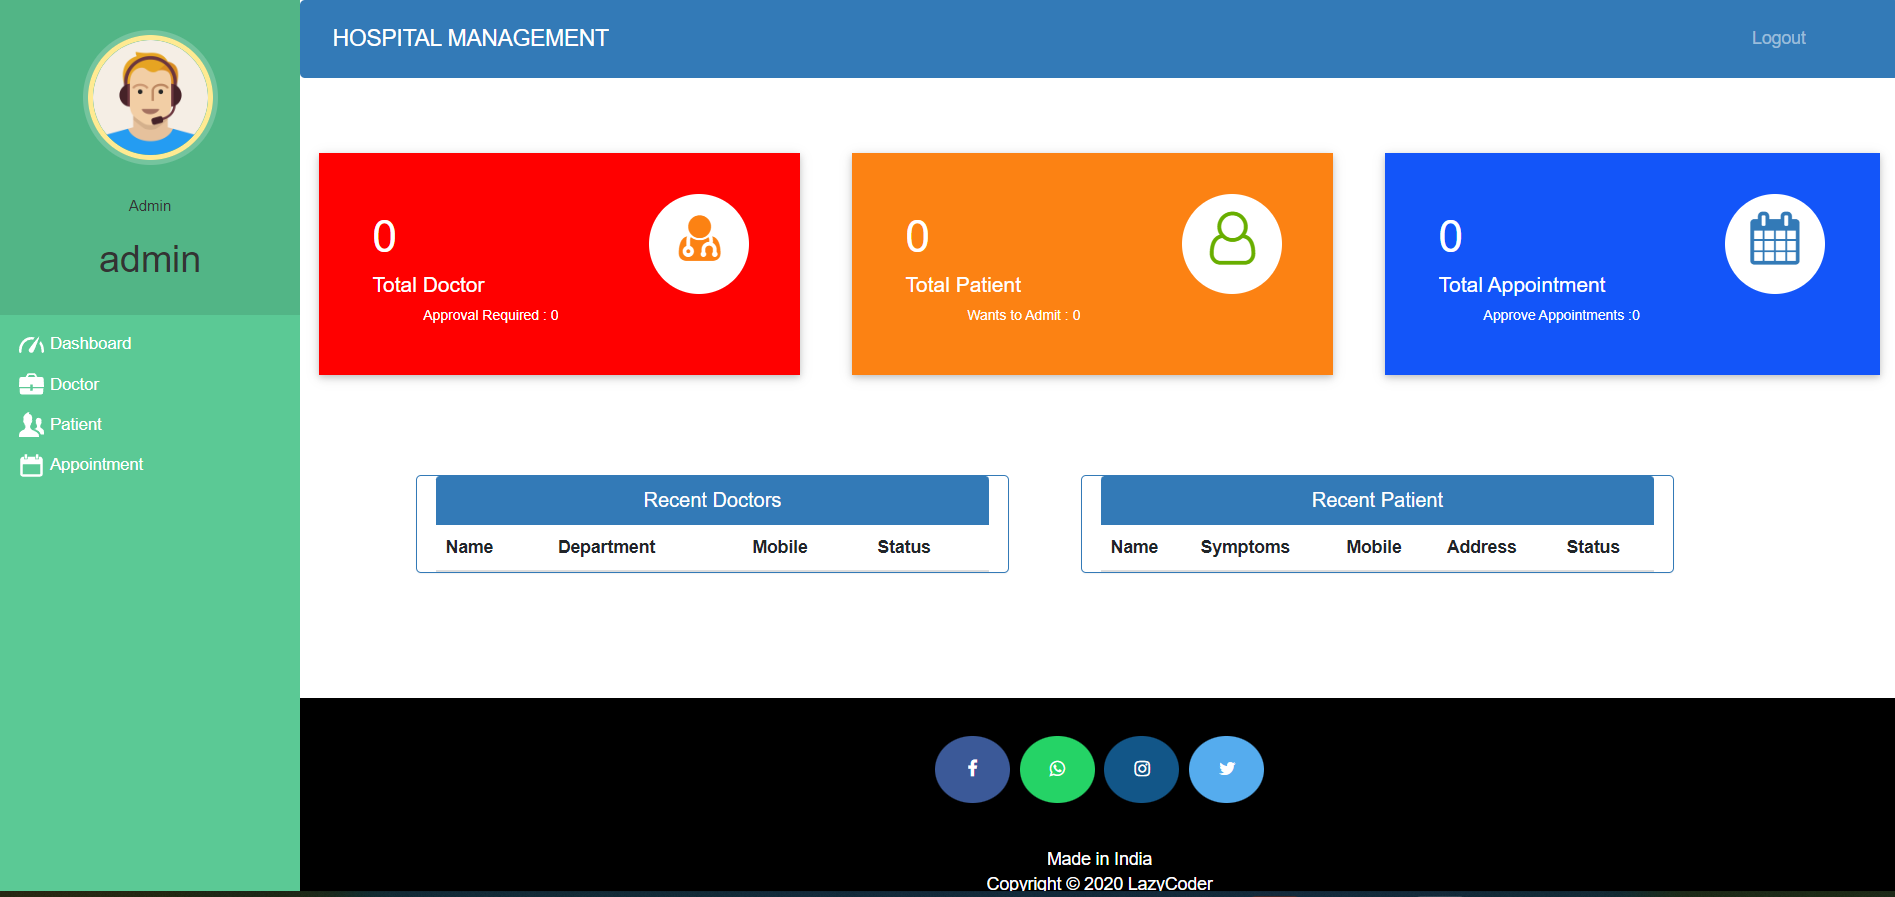 HOSPITAL MANAGEMENT
Logout
Admin
admin
Dashboard
Doctor
Patient
Appointment
0
Total Doctor
Approval Required : 0
0
Total Patient
Wants to Admit : 0
0
Total Appointment
Approve Appointments :0
Recent Doctors
Name Department Mobile Status
Recent Patient
Name Symptoms Mobile Address Status
Made in India
Copyright © 2020 LazyCoder